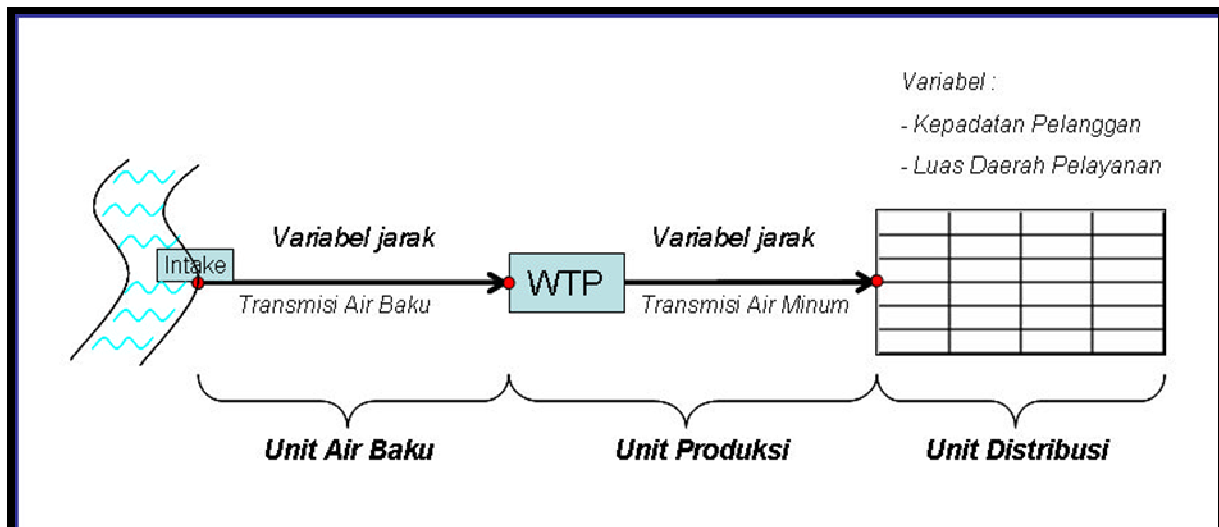 Variabel :
- Kepadatan Pelanggan
- Luas Daerah Pelayanan
Variabel jarak
Variabel jarak
Intake
WTP
Transmisi Air Baku
Transmisi Air Minum
Unit Air Baku
Unit Produksi
Unit Distribusi